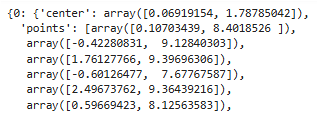 {0: {'center': array([0.06919154, 1.78785042]),
'points': [array([0.10703439, 8.4018526 ]),
array([-0.42280831,  9.12840303]),
array([1.76127766, 9.39696306]),
array([-0.60126477,  7.67767587]),
array([2.49673762, 9.36439216]),
array([0.59669423, 8.12563583]),